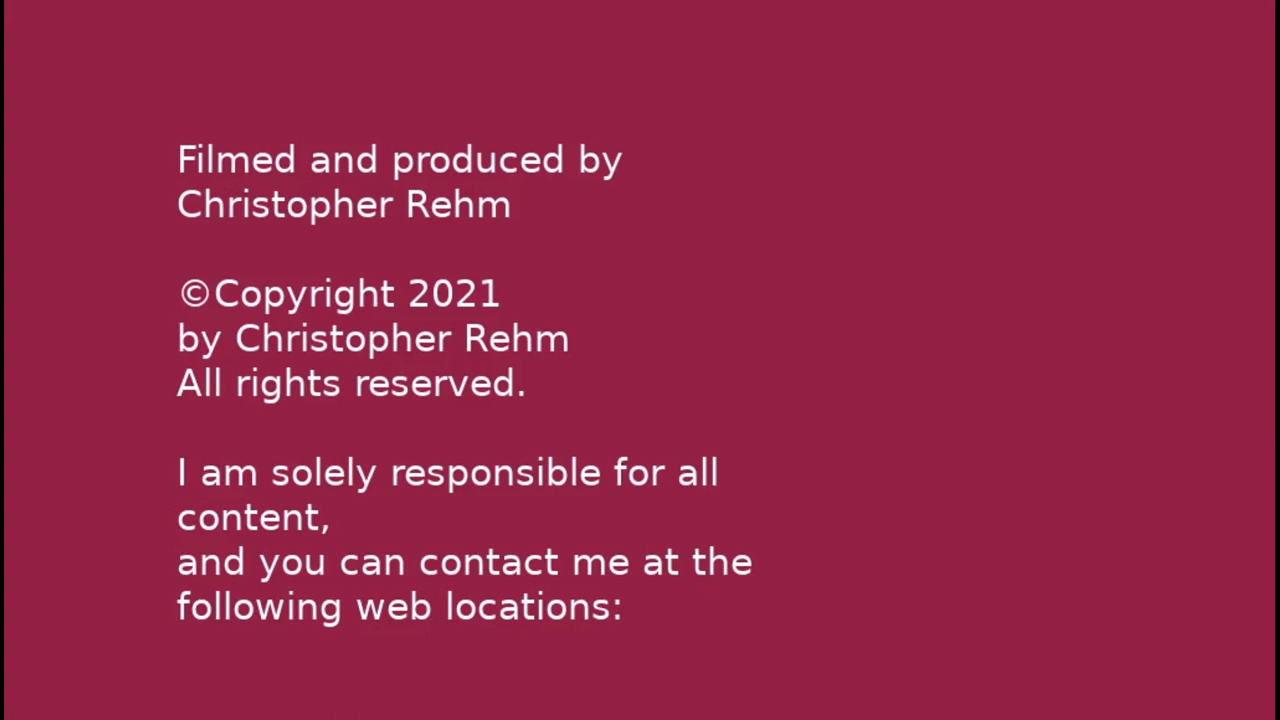 Filmed and produced by
Christopher Rehm
©Copyright 2021
by Christopher Rehm
All rights reserved.
I am solely responsible for all
content,
and you can contact me at the
following web locations: